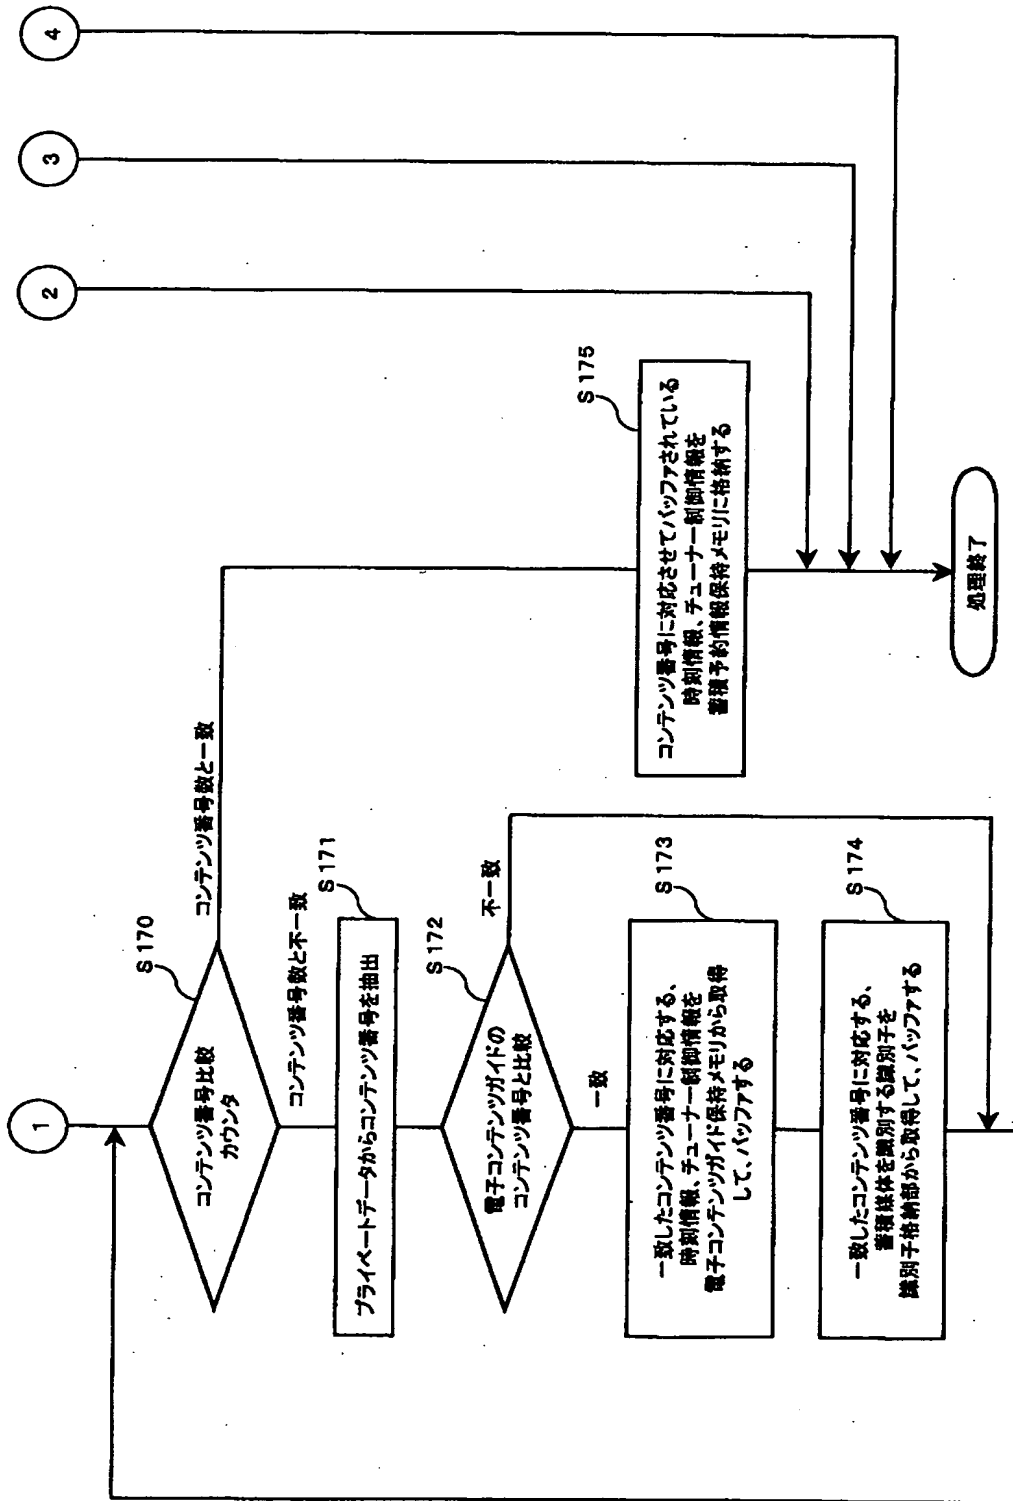 1
2
3
4
コンテンツ番号比較
カウンタ
S170
コンテンツ番号数と一致
コンテンツ番号数と不一致
S171
プライベートデータからコンテンツ番号を抽出
S172
電子コンテンツガイドの
コンテンツ番号と比較
不一致
一致
S173
一致したコンテンツ番号に対応する、
時刻情報、チューナー制御情報を
電子コンテンツガイド保持メモリから取得
して、バッファする
S174
一致したコンテンツ番号に対応する、
蓄積媒体を識別する識別子を
識別子格納部から取得して、バッファする
S175
コンテンツ番号に対応させてバッファされている
時刻情報、チューナー制御情報を
蓄積予約情報保持メモリに格納する
処理終了